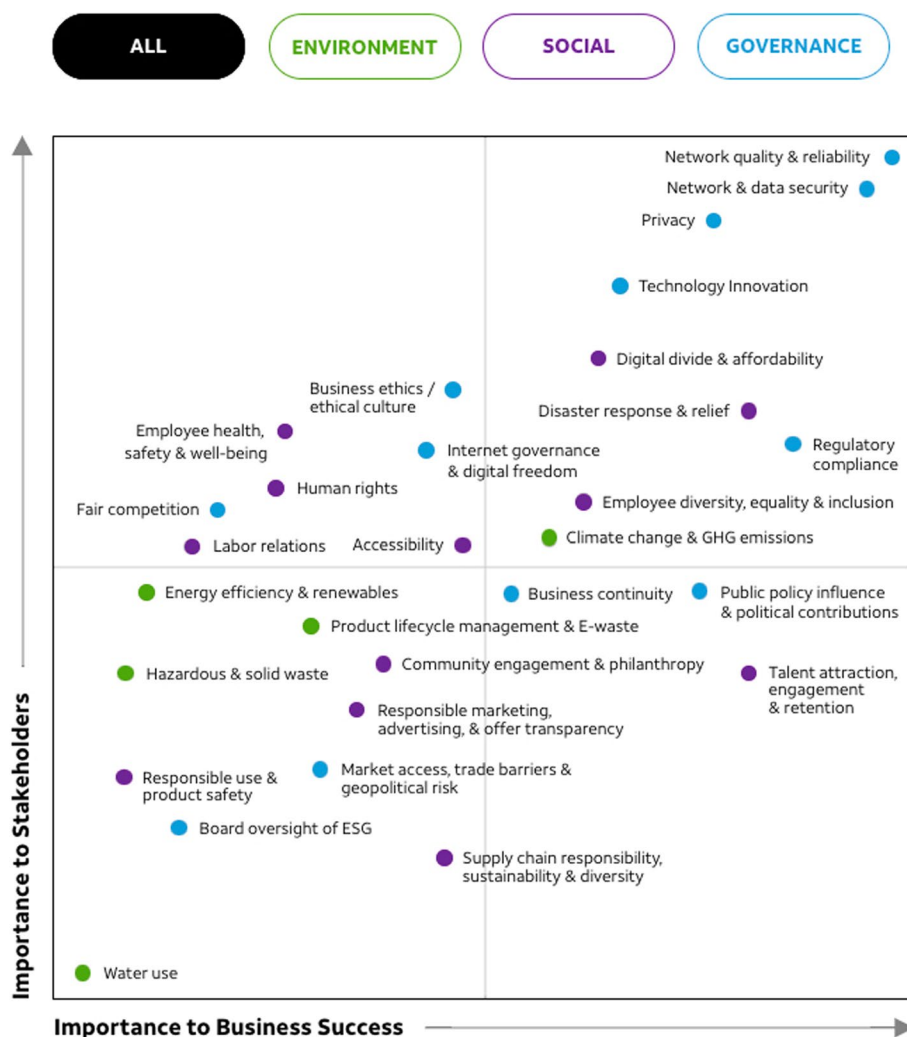 ALL
ENVIRONMENT
SOCIAL
GOVERNANCE
Network quality & reliability
Network & data security
Privacy
Technology Innovation
Digital divide & affordability
Business ethics /
ethical culture
Disaster response & relief
Employee health,
safety & well-being
Regulatory
compliance
Internet governance
& digital freedom
Human rights
Employee diversity, equality & inclusion
Fair competition
Climate change & GHG emissions
Labor relations
Accessibility
Energy efficiency & renewables
Business continuity
Public policy influence
& political contributions
Product lifecycle management & E-waste
Community engagement & philanthropy
Hazardous & solid waste
Talent attraction,
engagement
& retention
Responsible marketing,
advertising, & offer transparency
Market access, trade barriers &
geopolitical risk
Responsible use &
product safety
Board oversight of ESG
Supply chain responsibility,
sustainability & diversity
Water use
Importance to Stakeholders
Importance to Business Success